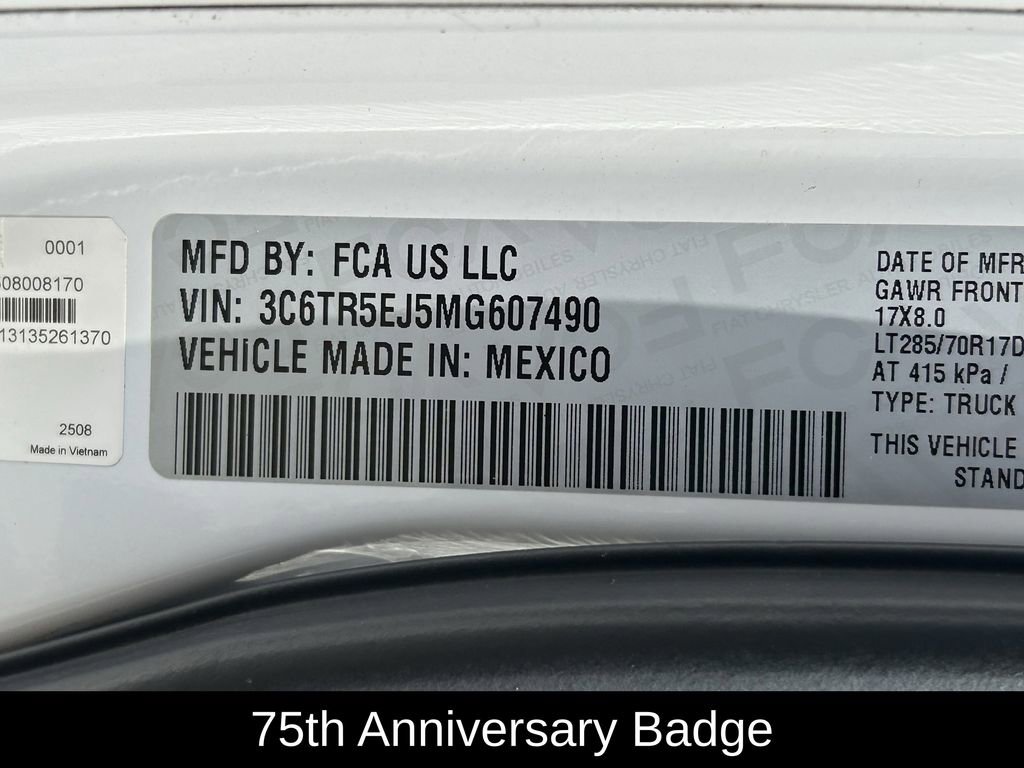 0001
08008170
13135261370
2508
Made in Vietnam
MFD BY: FCA US LLC
VIN: 3C6TR5EJ5MG607490
VEHICLE MADE IN: MEXICO
DATE OF MFR
GAWR FRONT
17X8.0
LT285/70R17D
AT 415 kPa /
TYPE: TRUCK
THIS VEHICLE
STAND
75th Anniversary Badge